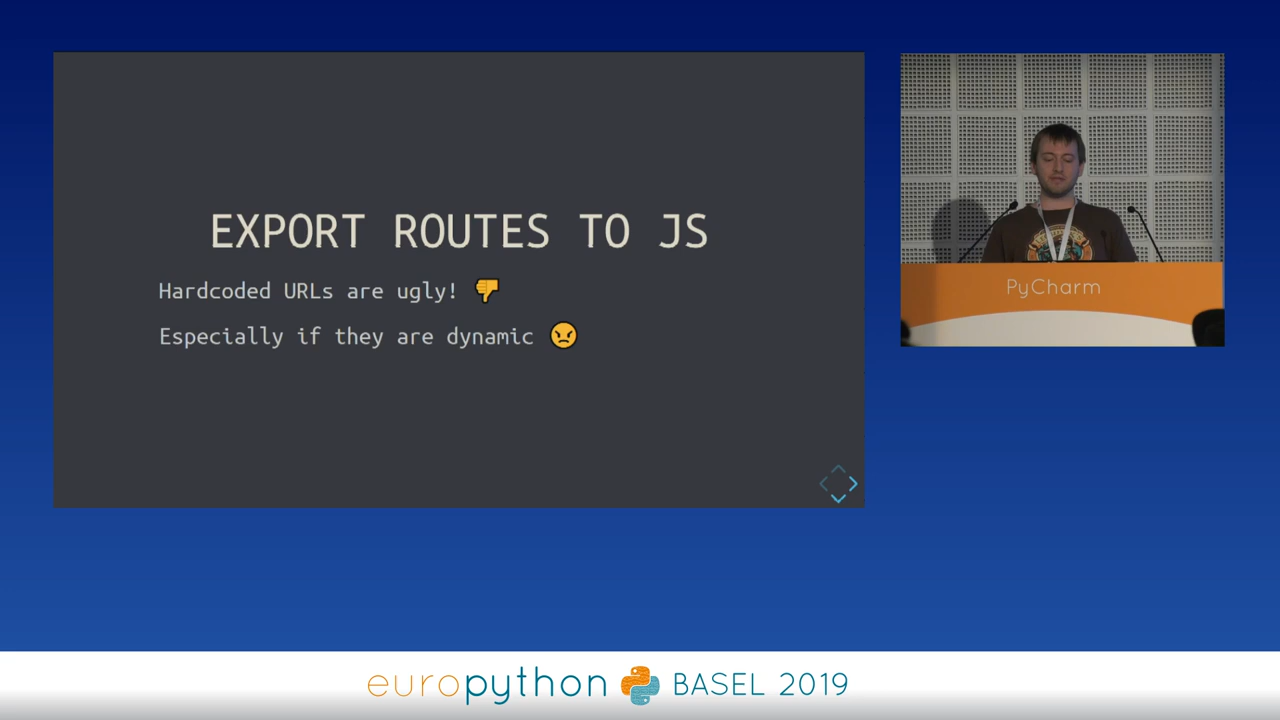 EXPORT ROUTES TO JS
Hardcoded URLs are ugly! 👎
Especially if they are dynamic 😠
PyCharm
europython BASEL 2019